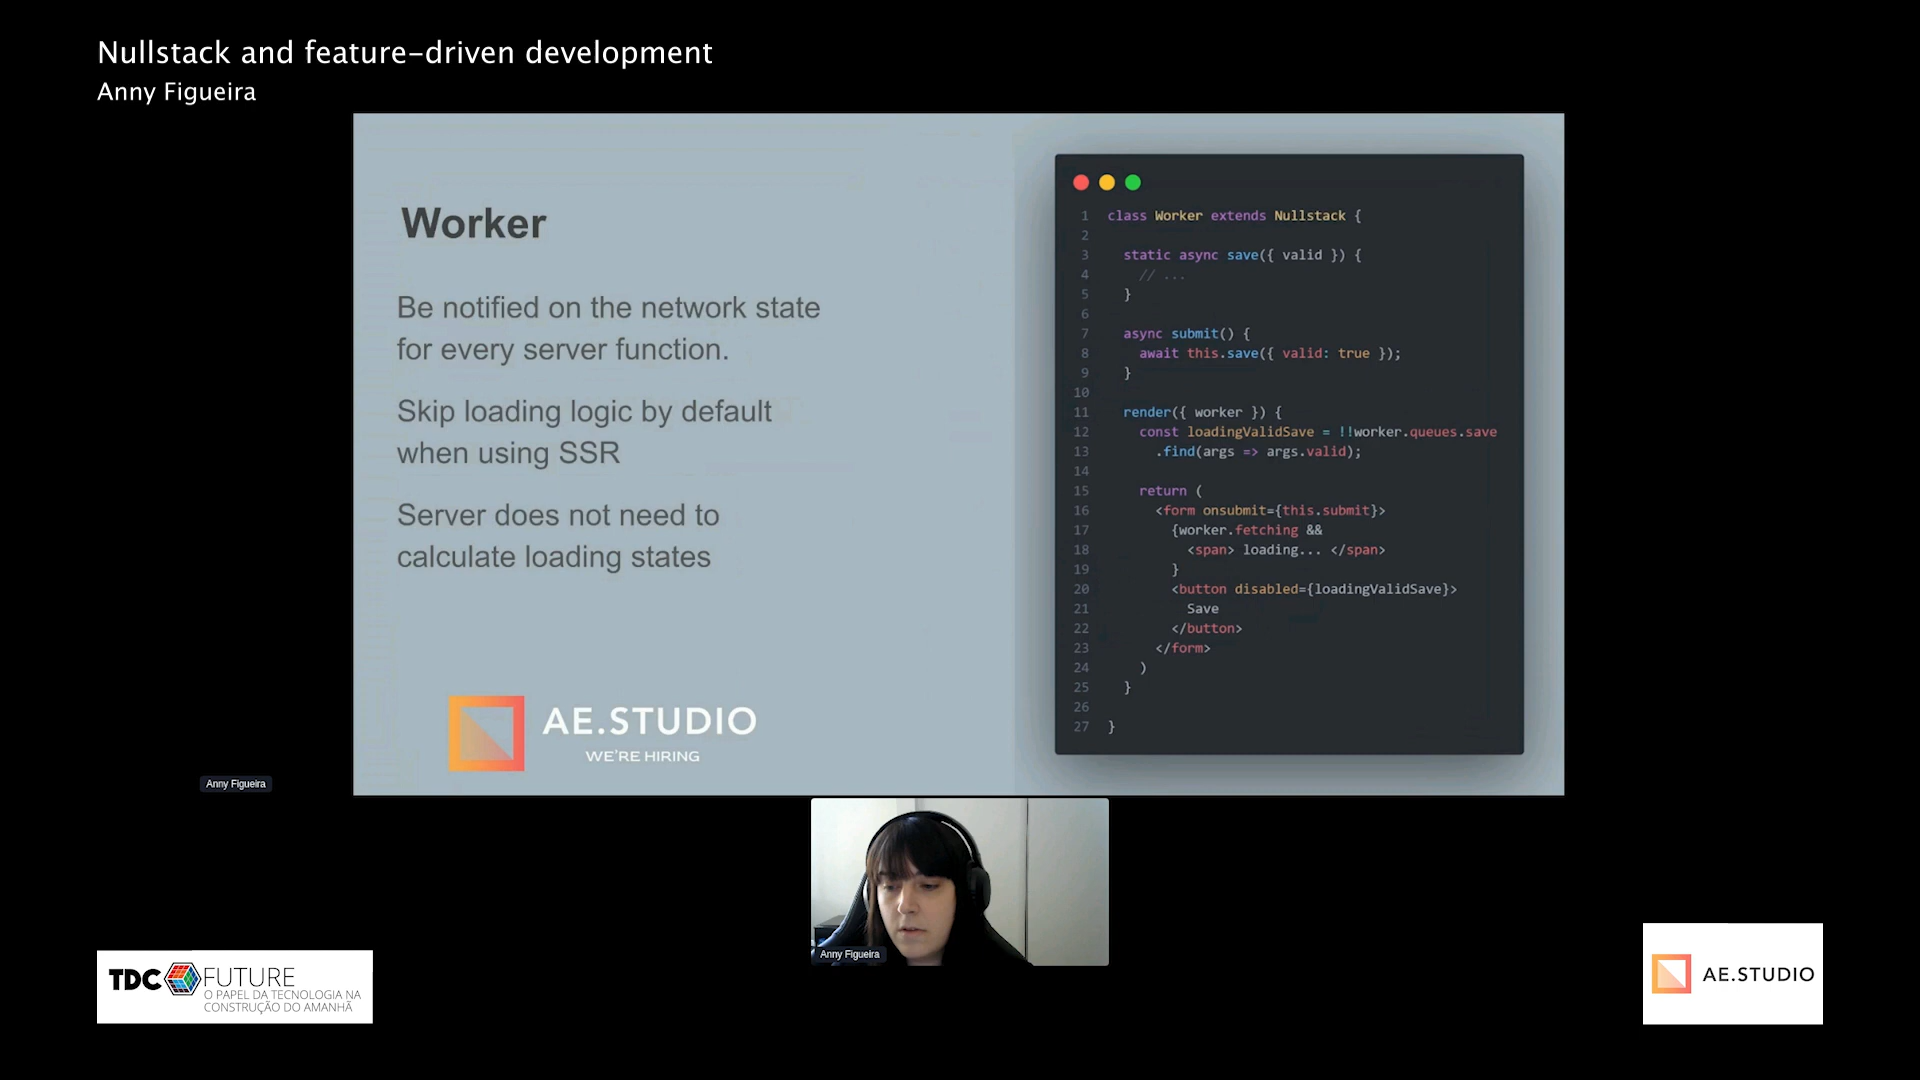 Nullstack and feature-driven development
Anny Figueira
Worker
Be notified on the network state
for every server function.
Skip loading logic by default
when using SSR
Server does not need to
calculate loading states
AE.STUDIO
WE'RE HIRING
1 class Worker extends Nullstack {
2
3 static async save({ valid }) {
4 // ...
5 }
6
7 async submit() {
8 await this.save({ valid: true });
9 }
10
11 render({ worker }) {
12 const loadingValidSave = !!worker.queues.save
13 .find(args => args.valid);
14
15 return (
16 <form onsubmit={this.submit}>
17 {worker.fetching &&
18 <span> loading... </span>
19 }
20 <button disabled={loadingValidSave}>
21 Save
22 </button>
23 </form>
24 )
25 }
26
27 }
Anny Figueira
Anny Figueira
TDC FUTURE
O PAPEL DA TECNOLOGIA NA
CONSTRUÇÃO DO AMANHÃ
AE.STUDIO